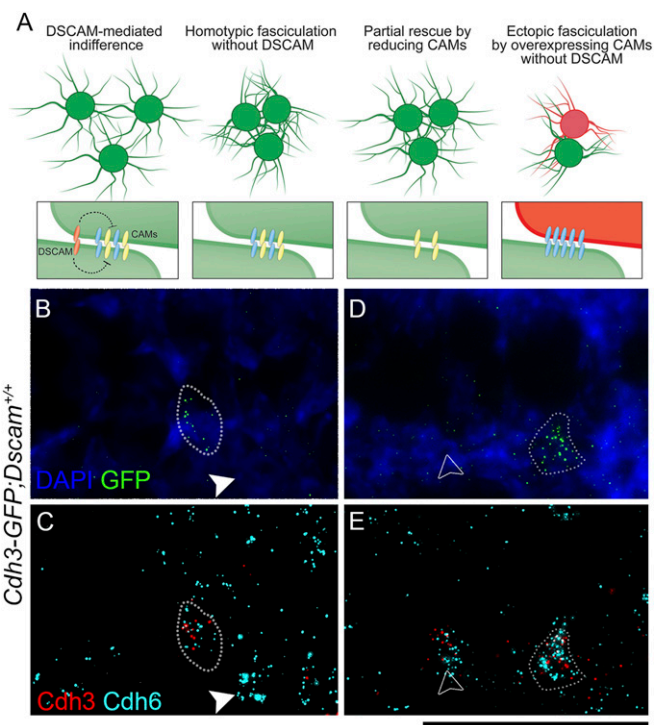 A
DSCAM-mediated
indifference
Homotypic fasciculation
without DSCAM
Partial rescue by
reducing CAMs
Ectopic fasciculation
by overexpressing CAMs
without DSCAM
CAMs
DSCAM
B
D
DAPI GFP
C
E
Cdh3 Cdh6
Cdh3-GFP;Dscam+/+